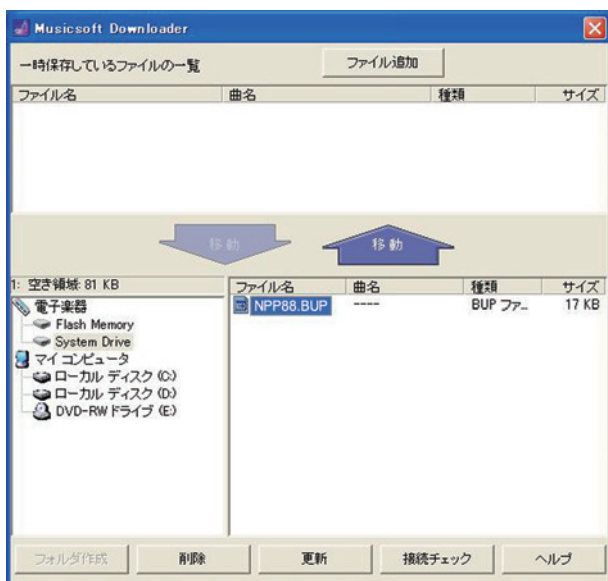 Musicsoft Downloader
一時保存しているファイルの一覧 ファイル追加
ファイル名 曲名 種類 サイズ
移動 移動
1: 空き領域: 81 KB
電子楽器
Flash Memory
System Drive
マイ コンピュータ
ローカル ディスク (C:)
ローカル ディスク (D:)
DVD-RW ドライブ (E:)
ファイル名 曲名 種類 サイズ
NPP88.BUP ---- BUP ファ... 17 KB
フォルダ作成 削除 更新 接続チェック ヘルプ